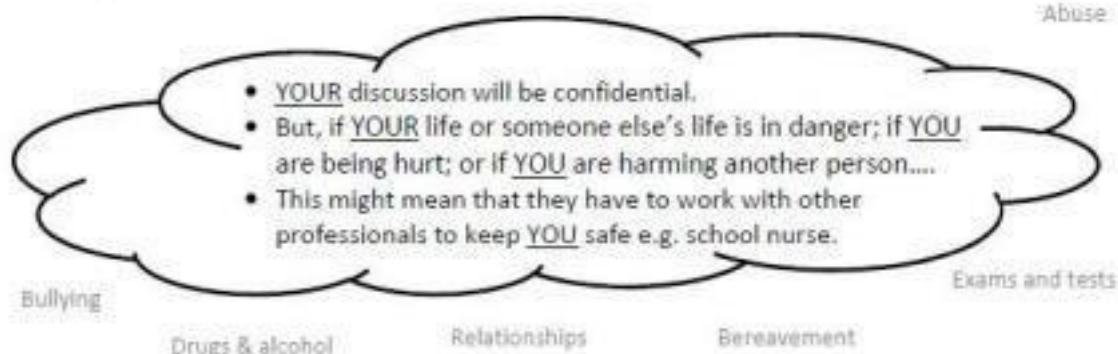 Abuse
• YOUR discussion will be confidential.
• But, if YOUR life or someone else's life is in danger; if YOU
are being hurt; or if YOU are harming another person....
• This might mean that they have to work with other
professionals to keep YOU safe e.g. school nurse.
Exams and tests
Bullying
Relationships
Bereavement
Drugs & alcohol